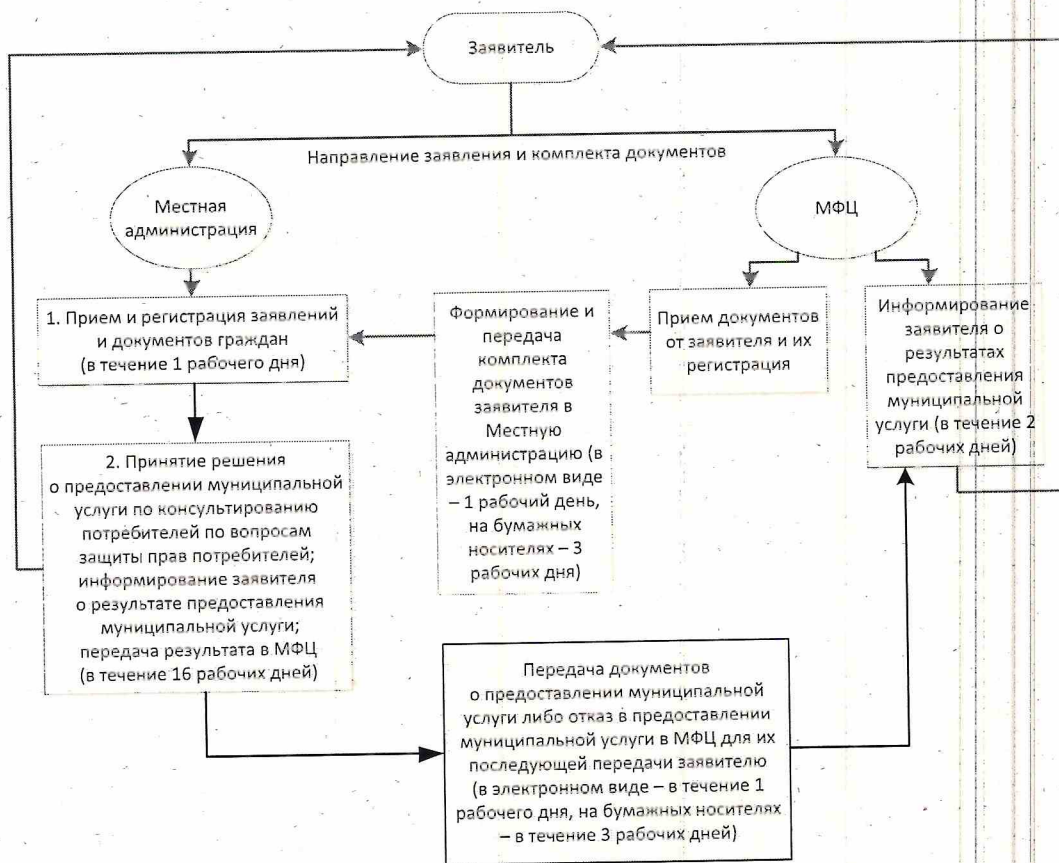 Заявитель
Направление заявления и комплекта документов
Местная
администрация
МФЦ
1. Прием и регистрация заявлений
и документов граждан
(в течение 1 рабочего дня)
Формирование и
передача
комплекта
документов
заявителя в
Местную
администрацию (в
электронном виде
– 1 рабочий день,
на бумажных
носителях – 3
рабочих дня)
Прием документов
от заявителя и их
регистрация
Информирование
заявителя о
результатах
предоставления
муниципальной
услуги (в течение 2
рабочих дней)
2. Принятие решения
о предоставлении муниципальной
услуги по консультированию
потребителей по вопросам
защиты прав потребителей;
информирование заявителя
о результате предоставления
муниципальной услуги;
передача результата в МФЦ
(в течение 16 рабочих дней)
Передача документов
о предоставлении муниципальной
услуги либо отказ в предоставлении
муниципальной услуги в МФЦ для их
последующей передачи заявителю
(в электронном виде – в течение 1
рабочего дня, на бумажных носителях
– в течение 3 рабочих дней)